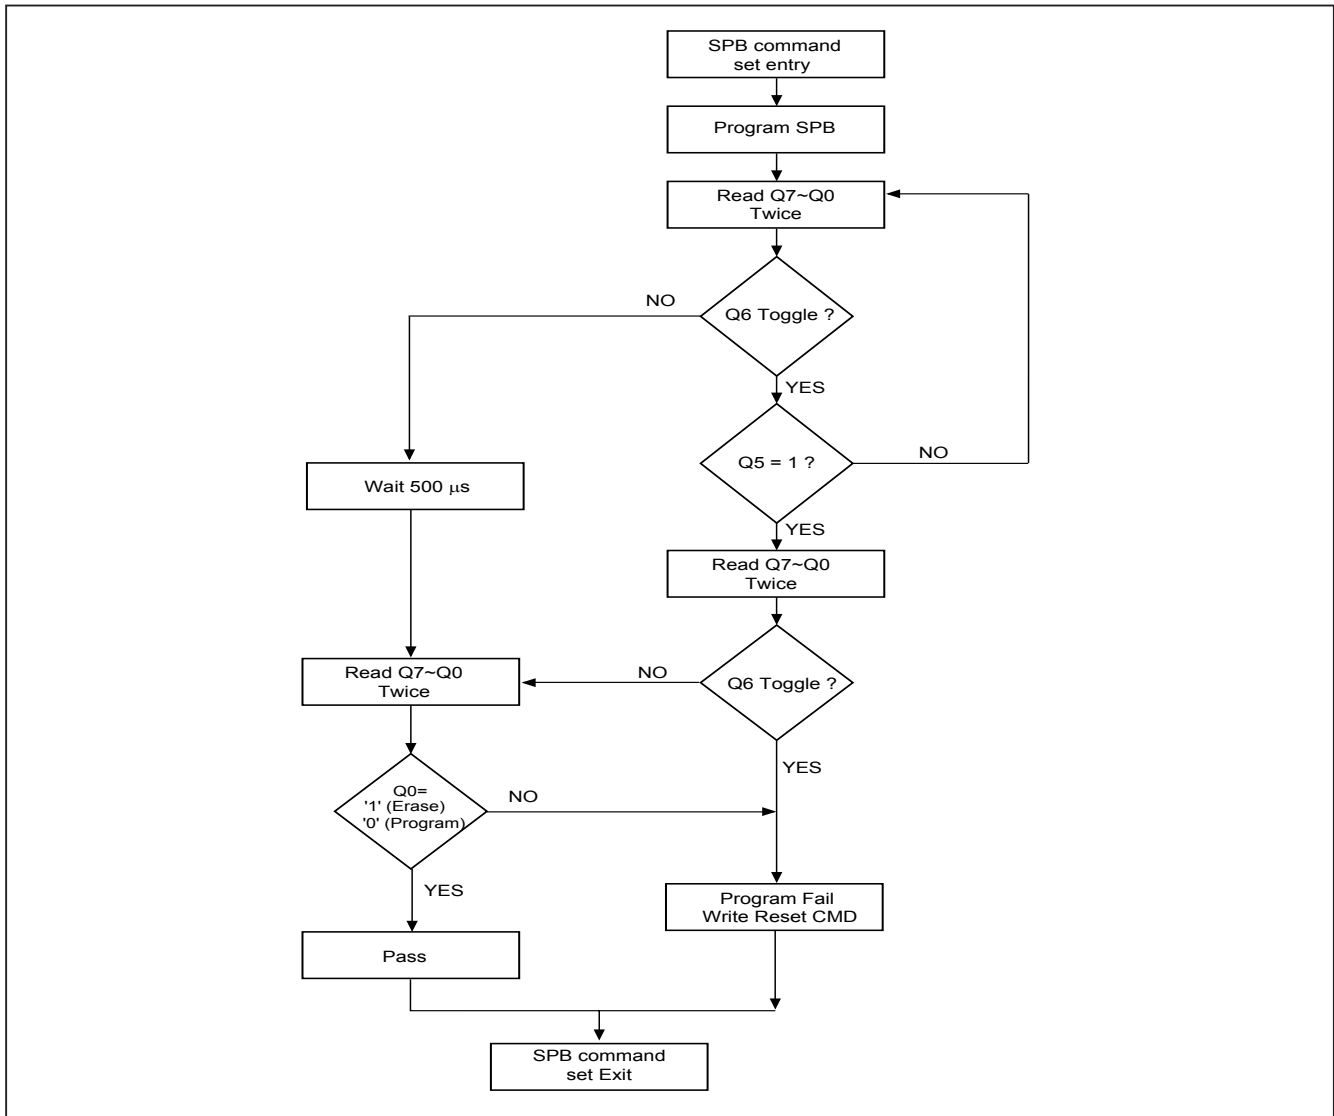 SPB command
set entry
Program SPB
Read Q7~Q0
Twice
NO
Q6 Toggle ?
YES
Q5 = 1 ?
NO
Wait 500 μs
YES
Read Q7~Q0
Twice
Read Q7~Q0
Twice
NO
Q6 Toggle ?
YES
Q0=
'1' (Erase)
'0' (Program)
NO
YES
Program Fail
Write Reset CMD
Pass
SPB command
set Exit